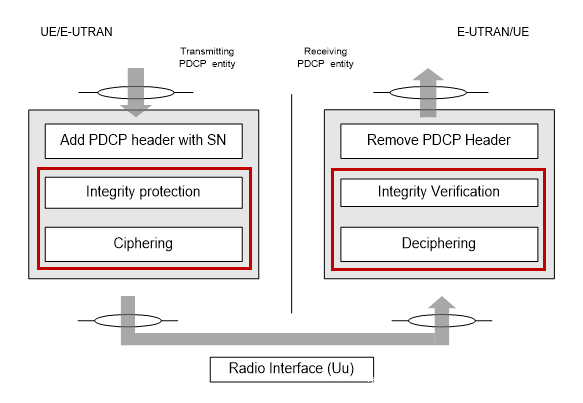 UE/E-UTRAN
E-UTRAN/UE
Transmitting
PDCP entity
Receiving
PDCP entity
Add PDCP header with SN
Integrity protection
Ciphering
Remove PDCP Header
Integrity Verification
Deciphering
Radio Interface (Uu)